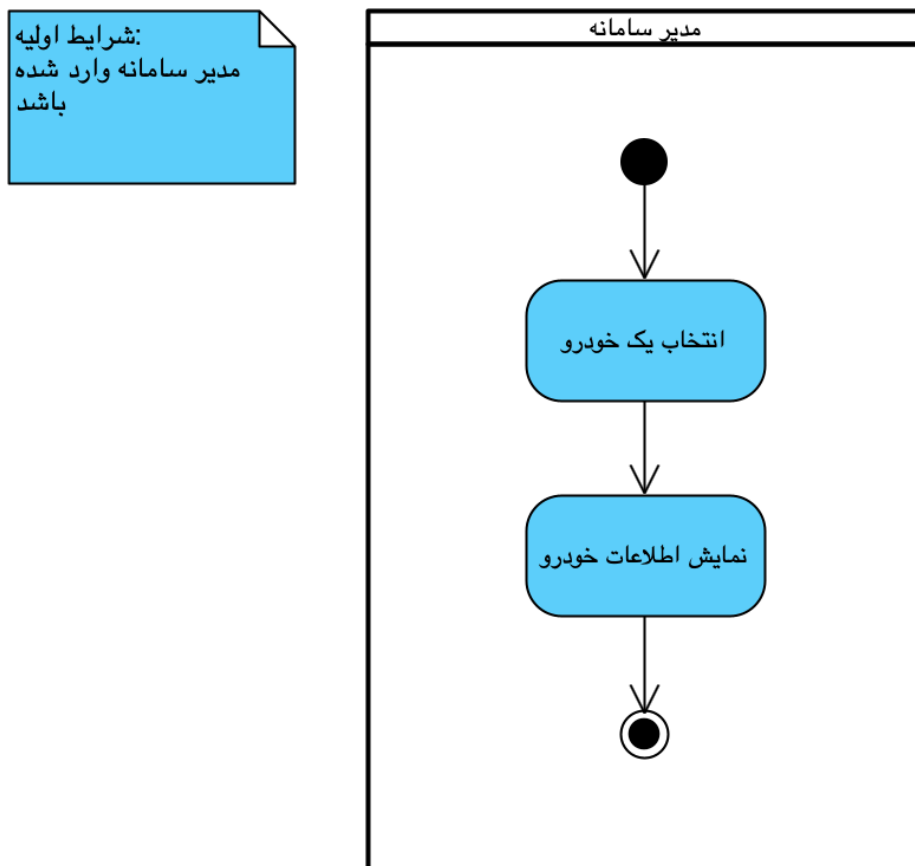 شرایط اولیه:
مدیر سامانه وارد شده
باشد
مدیر سامانه
انتخاب یک خودرو
نمایش اطلاعات خودرو